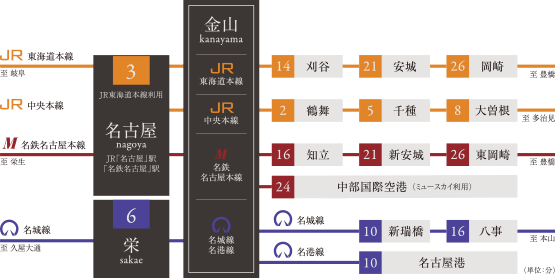 JR 東海道本線
至 岐阜
JR 中央本線
M 名鉄名古屋本線
至 栄生
名城線
至 久屋大通
3
JR東海道本線利用
名古屋
nagoya
JR「名古屋」駅
「名鉄名古屋」駅
6
栄
sakae
金山
kanayama
JR
東海道本線
JR
中央本線
M
名鉄
名古屋本線
名城線
名港線
14 刈谷 21 安城 26 岡崎
至 豊橋
2 鶴舞 5 千種 8 大曽根
至 多治見
16 知立 21 新安城 26 東岡崎
至 豊橋
24 中部国際空港（ミュースカイ利用）
名城線
10 新瑞橋 16 八事
至 本山
名港線
10 名古屋港
（単位：分）